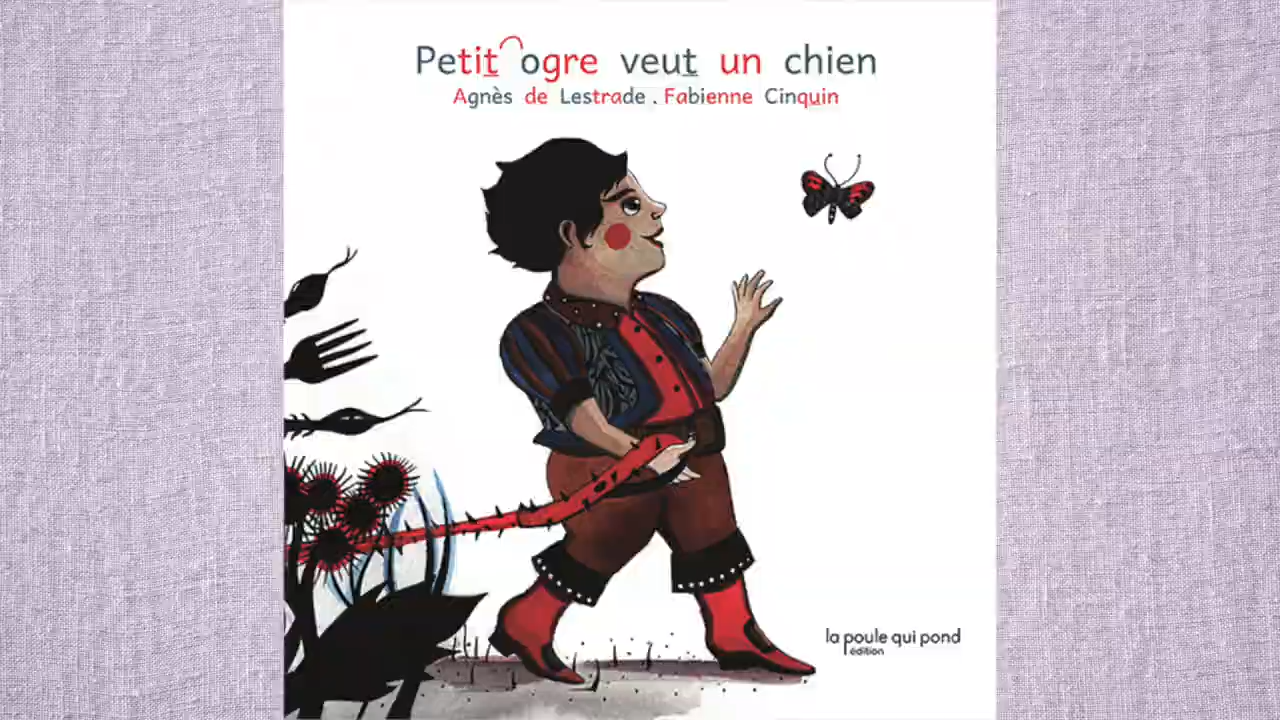 Petit ogre veut un chien
Agnès de Lestrade . Fabienne Cinquin
la poule qui pond
édition